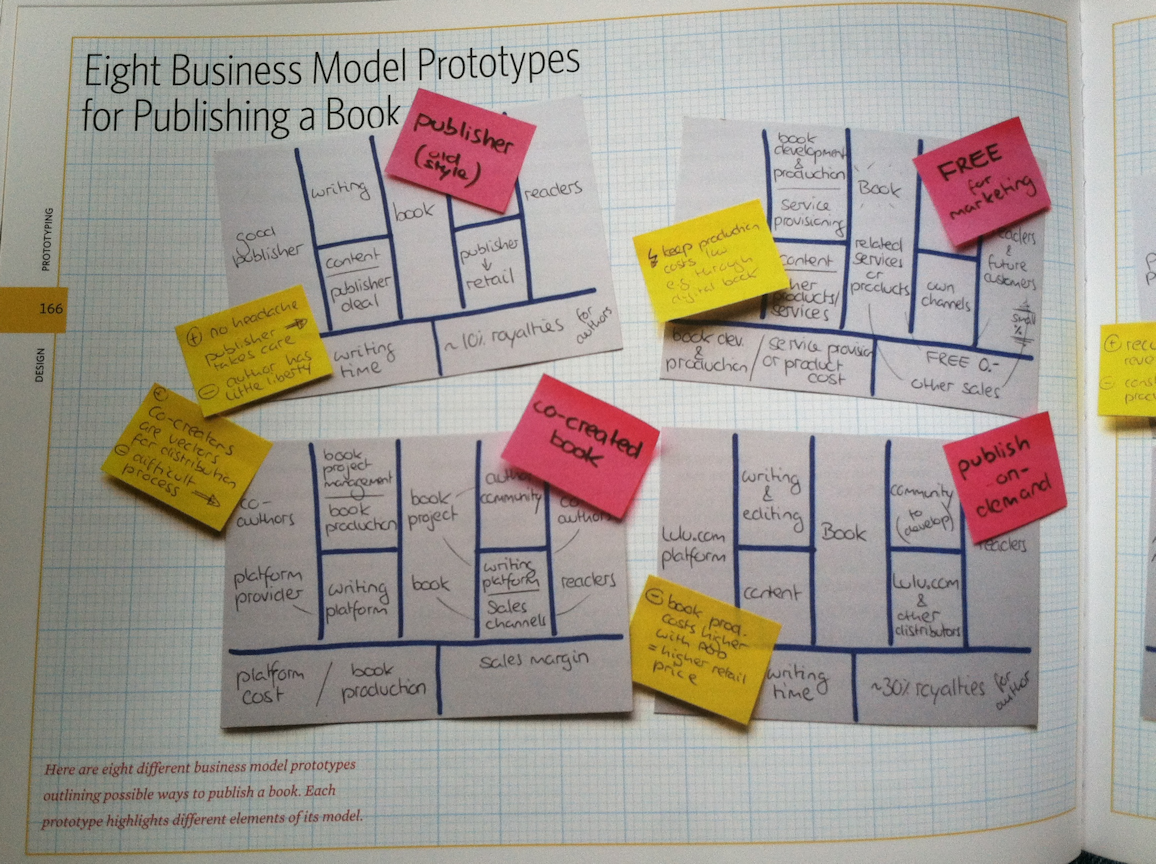 Eight Business Model Prototypes
for Publishing a Book
PROTOTYPING
166
DESIGN
publisher
(old
style)
good
publisher
writing
content
publisher
deal
book
publisher
↓
retail
readers
writing
time
~10% royalties for
authors
+ no headache
publisher →
takes care
- author has
little liberty
FREE
for
marketing
book
development
&
production
service
provisioning
content
products/
services
Book
related
services
or
products
own
channels
&
future
customers
small
%
book dev.
&
production
/
service provision
or product
cost
FREE 0.-
other sales
keep production
costs low
e.g. through
digital book
co-created
book
+
co-creators
are vectors
for distribution
- difficult →
process
co-
authors
platform
provider
book
project
management
book
production
writing
platform
book
project
book
community
writing
platform
sales
channels
co-
authors
readers
platform
cost
/
book
production
sales margin
publish
-on-
demand
lulu.com
platform
writing
&
editing
content
Book
community
to
(develop)
Lulu.com
&
other
distributors
readers
writing
time
~30% royalties for
author
- book prod.
costs higher
with POD
= higher retail
price
Here are eight different business model prototypes
outlining possible ways to publish a book. Each
prototype highlights different elements of its model.